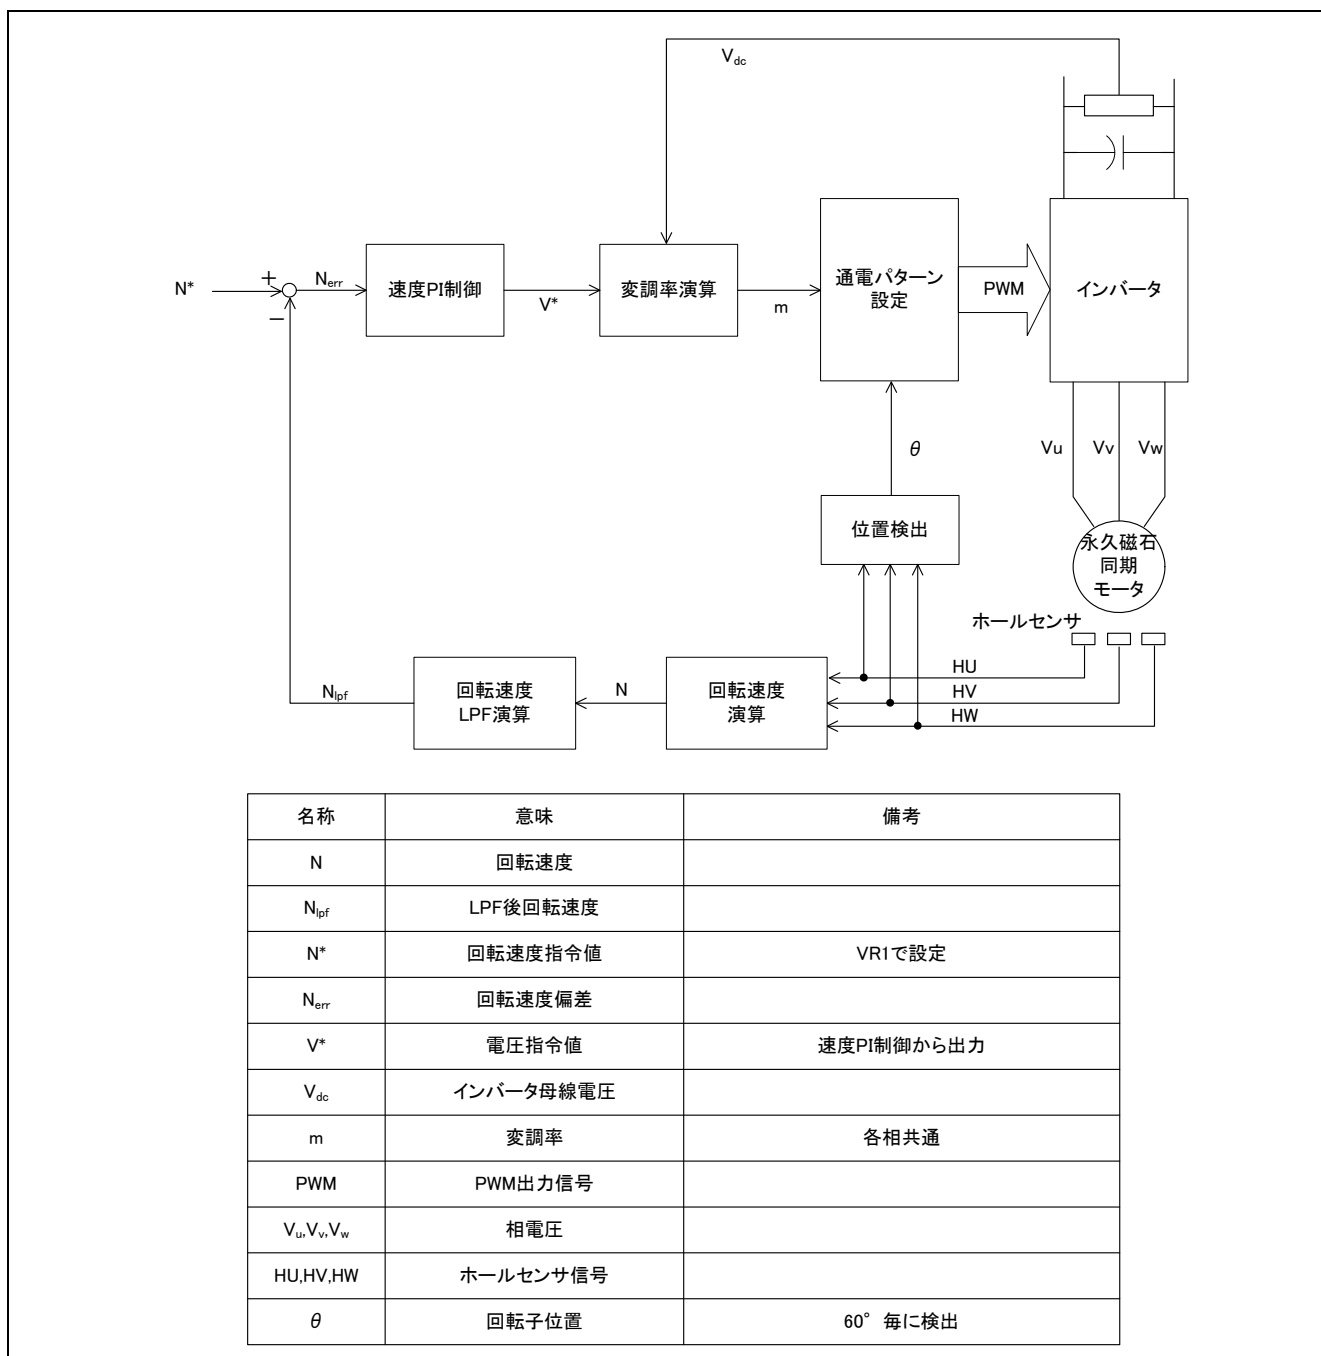 Vdc
N*
+
−
Nerr
速度PI制御
V*
変調率演算
m
通電パターン
設定
PWM
インバータ
θ
Vu
Vv
Vw
位置検出
永久磁石
同期
モータ
ホールセンサ
HU
HV
HW
Nlpf
回転速度
LPF演算
N
回転速度
演算
名称 意味 備考
N 回転速度
Nlpf LPF後回転速度
N* 回転速度指令値 VR1で設定
Nerr 回転速度偏差
V* 電圧指令値 速度PI制御から出力
Vdc インバータ母線電圧
m 変調率 各相共通
PWM PWM出力信号
Vu,Vv,Vw 相電圧
HU,HV,HW ホールセンサ信号
θ 回転子位置 60° 毎に検出